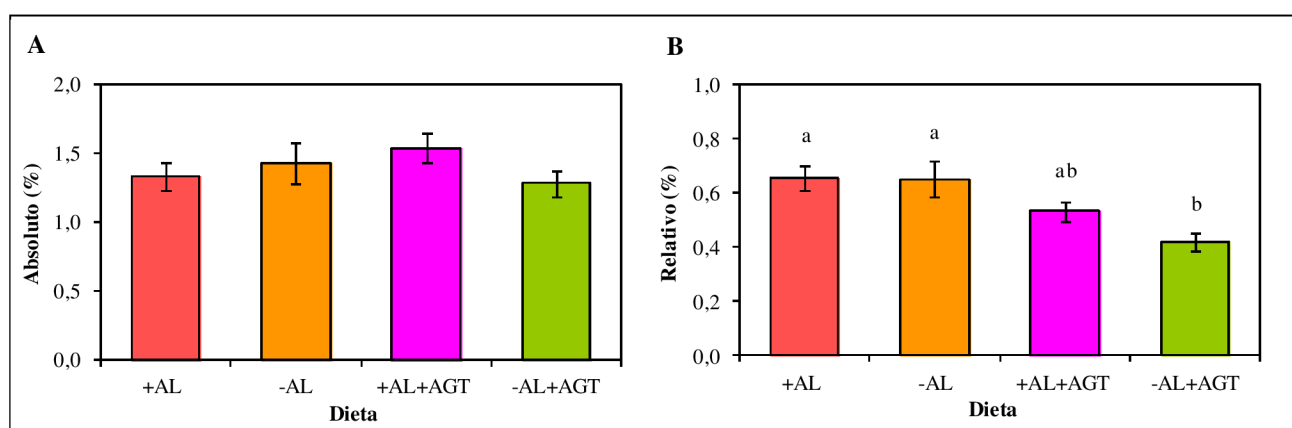 A
Absoluto (%)
2,0
1,5
1,0
0,5
0,0
+AL -AL +AL+AGT -AL+AGT
Dieta
B
Relativo (%)
1,0
0,8
0,6
0,4
0,2
0,0
a a ab b
+AL -AL +AL+AGT -AL+AGT
Dieta